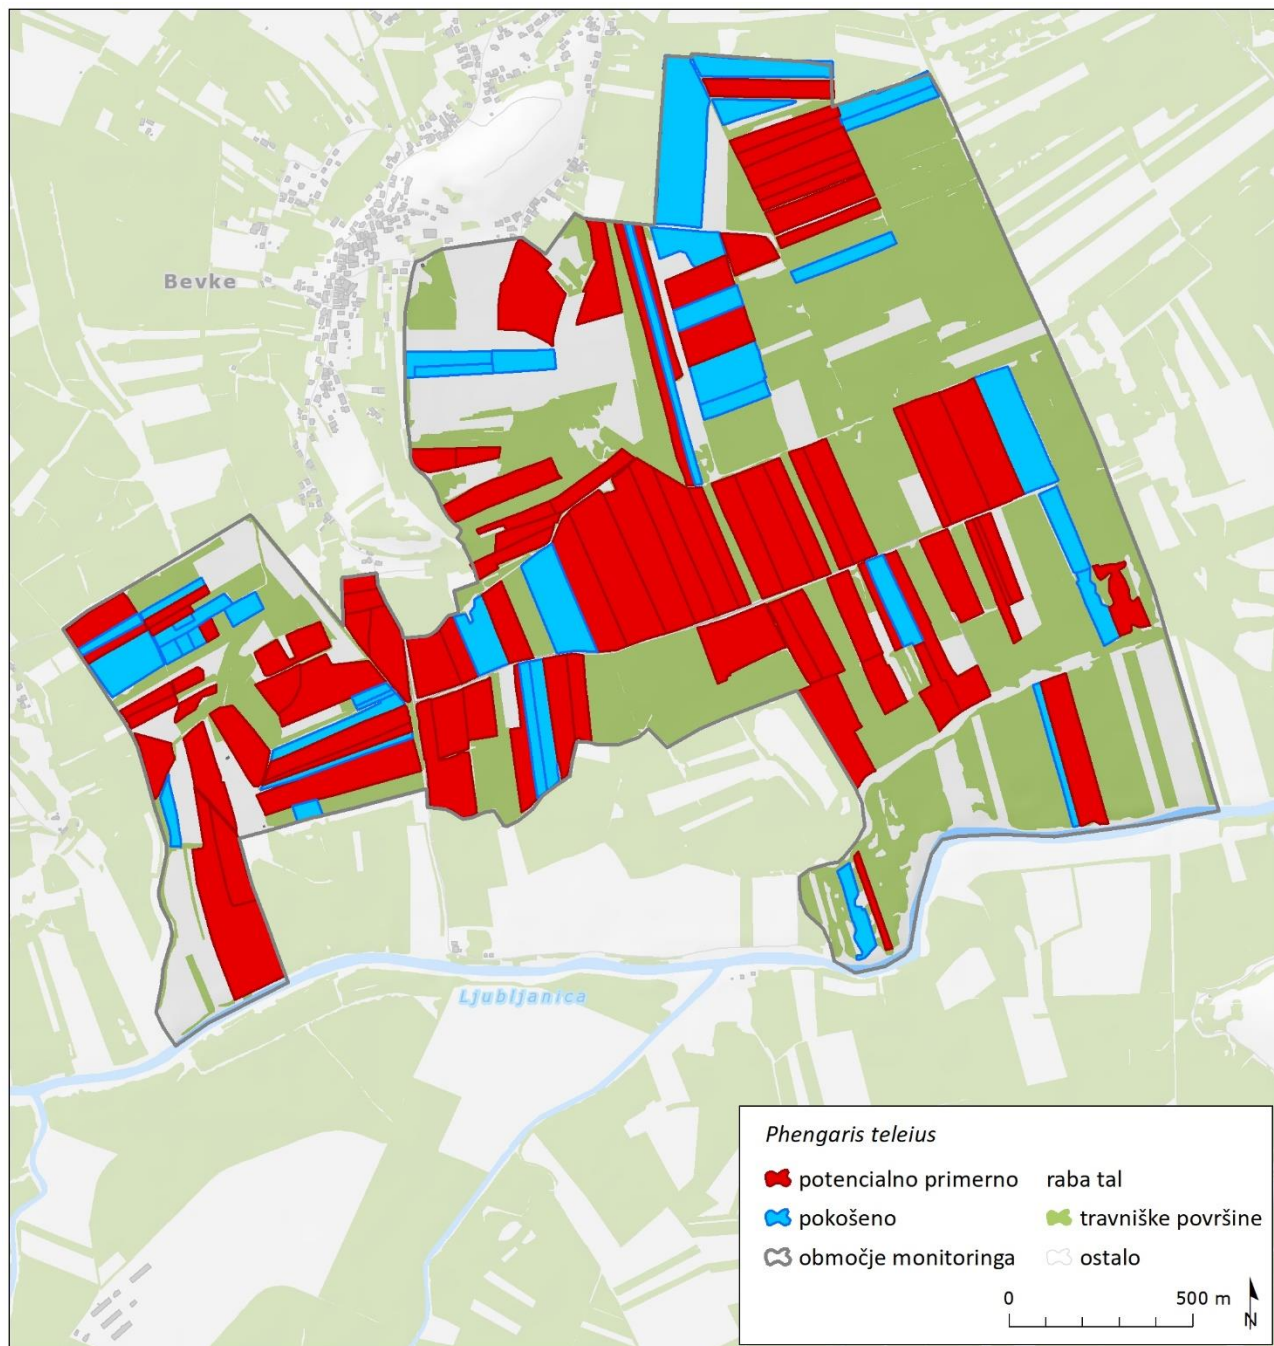 Bevke
Ljubljanica
Phengaris teleius
potencialno primerno
raba tal
pokošeno
travniške površine
območje monitoringa
ostalo
0
500 m
N